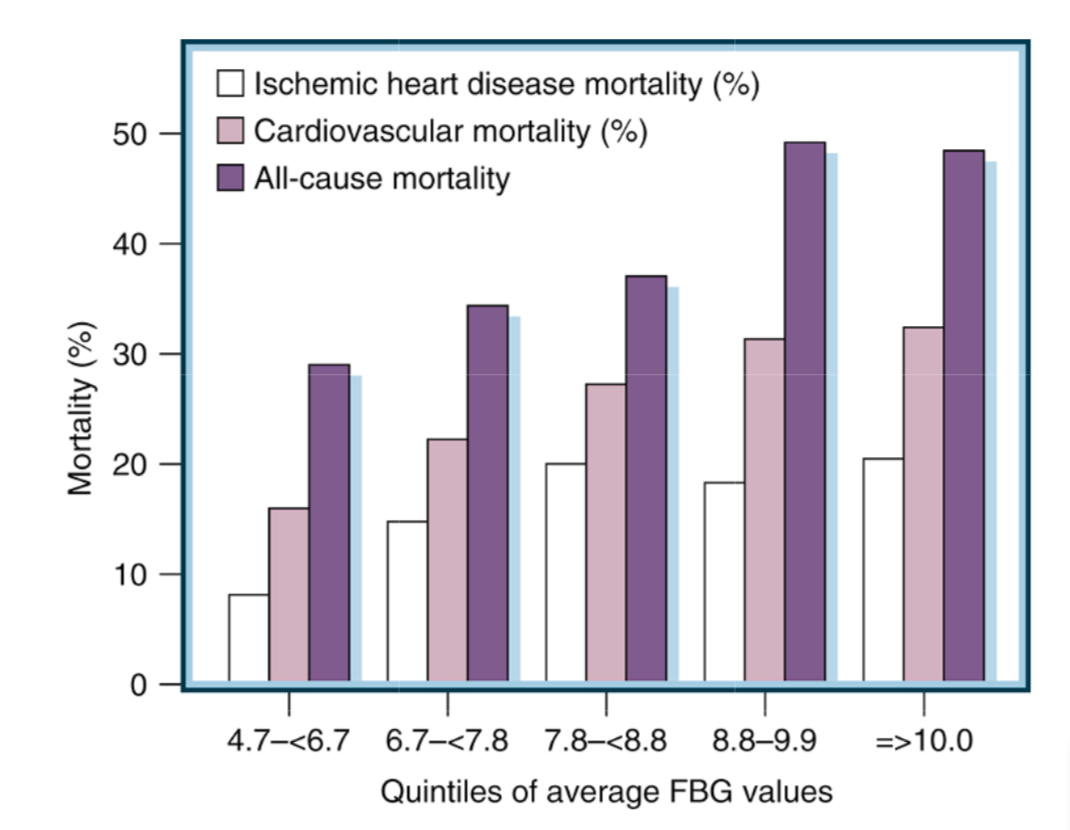 Ischemic heart disease mortality (%)
Cardiovascular mortality (%)
All-cause mortality
Mortality (%)
50
40
30
20
10
0
4.7–<6.7 6.7–<7.8 7.8–<8.8 8.8–9.9 =>10.0
Quintiles of average FBG values